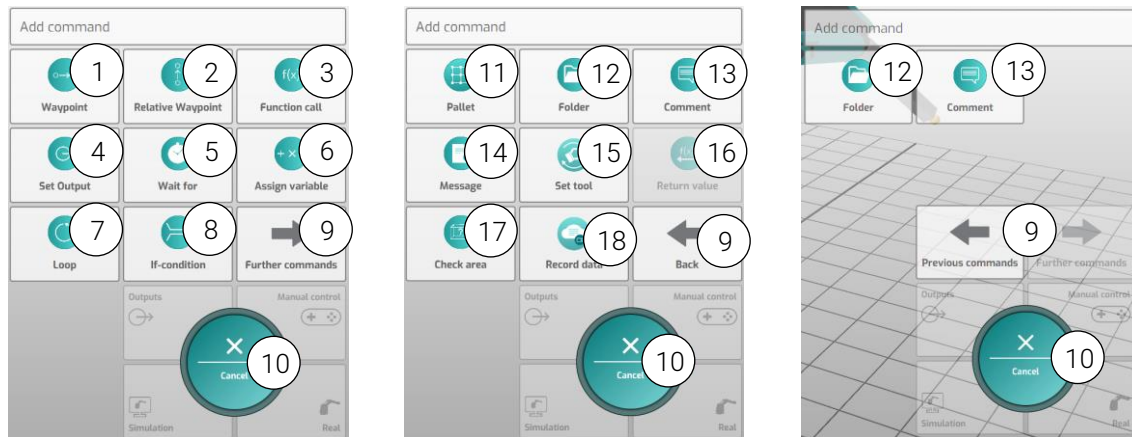 Add command
1
2
3
Waypoint
Relative Waypoint
Function call
4
5
6
Set Output
Wait for
Assign variable
7
8
9
Loop
If-condition
Further commands
Outputs
Manual control
10
Cancel
Simulation
Real
Add command
11
12
13
Pallet
Folder
Comment
14
15
16
Message
Set tool
Return value
17
18
9
Check area
Record data
Back
Outputs
Manual control
10
Cancel
Simulation
Real
Add command
12
13
Folder
Comment
9
Previous commands
Further commands
Outputs
Manual control
10
Cancel
Simulation
Real